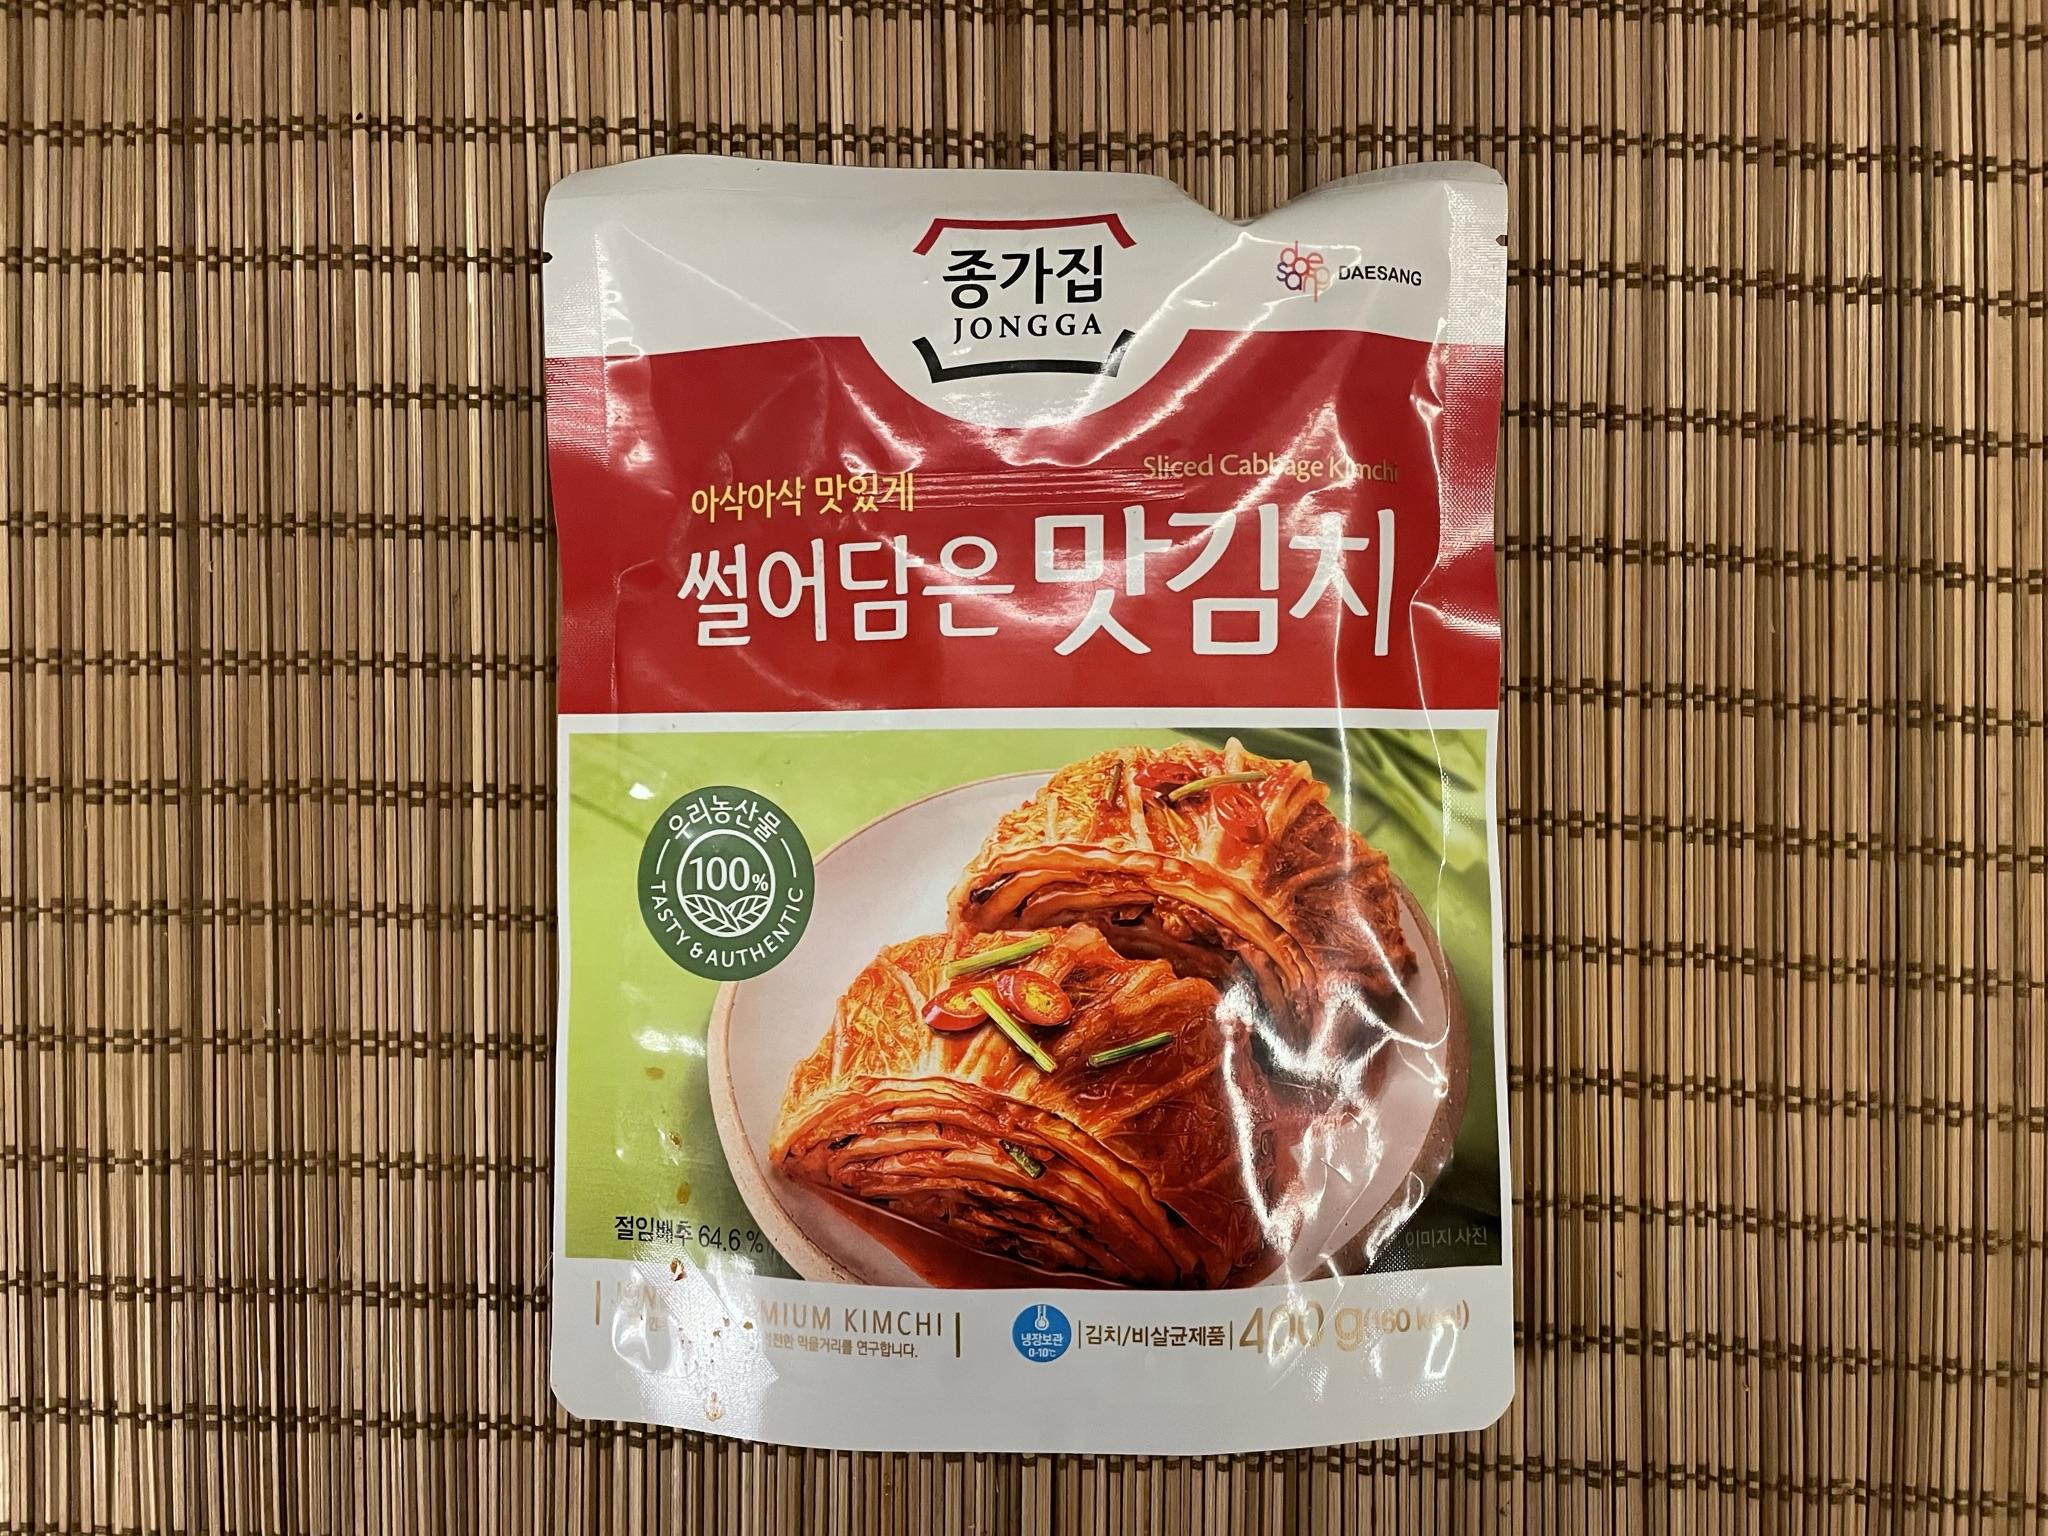 종가집
JONGGA
daesang DAESANG
Sliced Cabbage Kimchi
아삭아삭 맛있게
썰어담은 맛김치
우리농산물
100%
TASTY & AUTHENTIC
절임배추 64.6 %
이미지 사진
KIMCHI
먹을거리를 연구합니다.
냉장보관
0-10℃
김치/비살균제품
400 g(160 kcal)